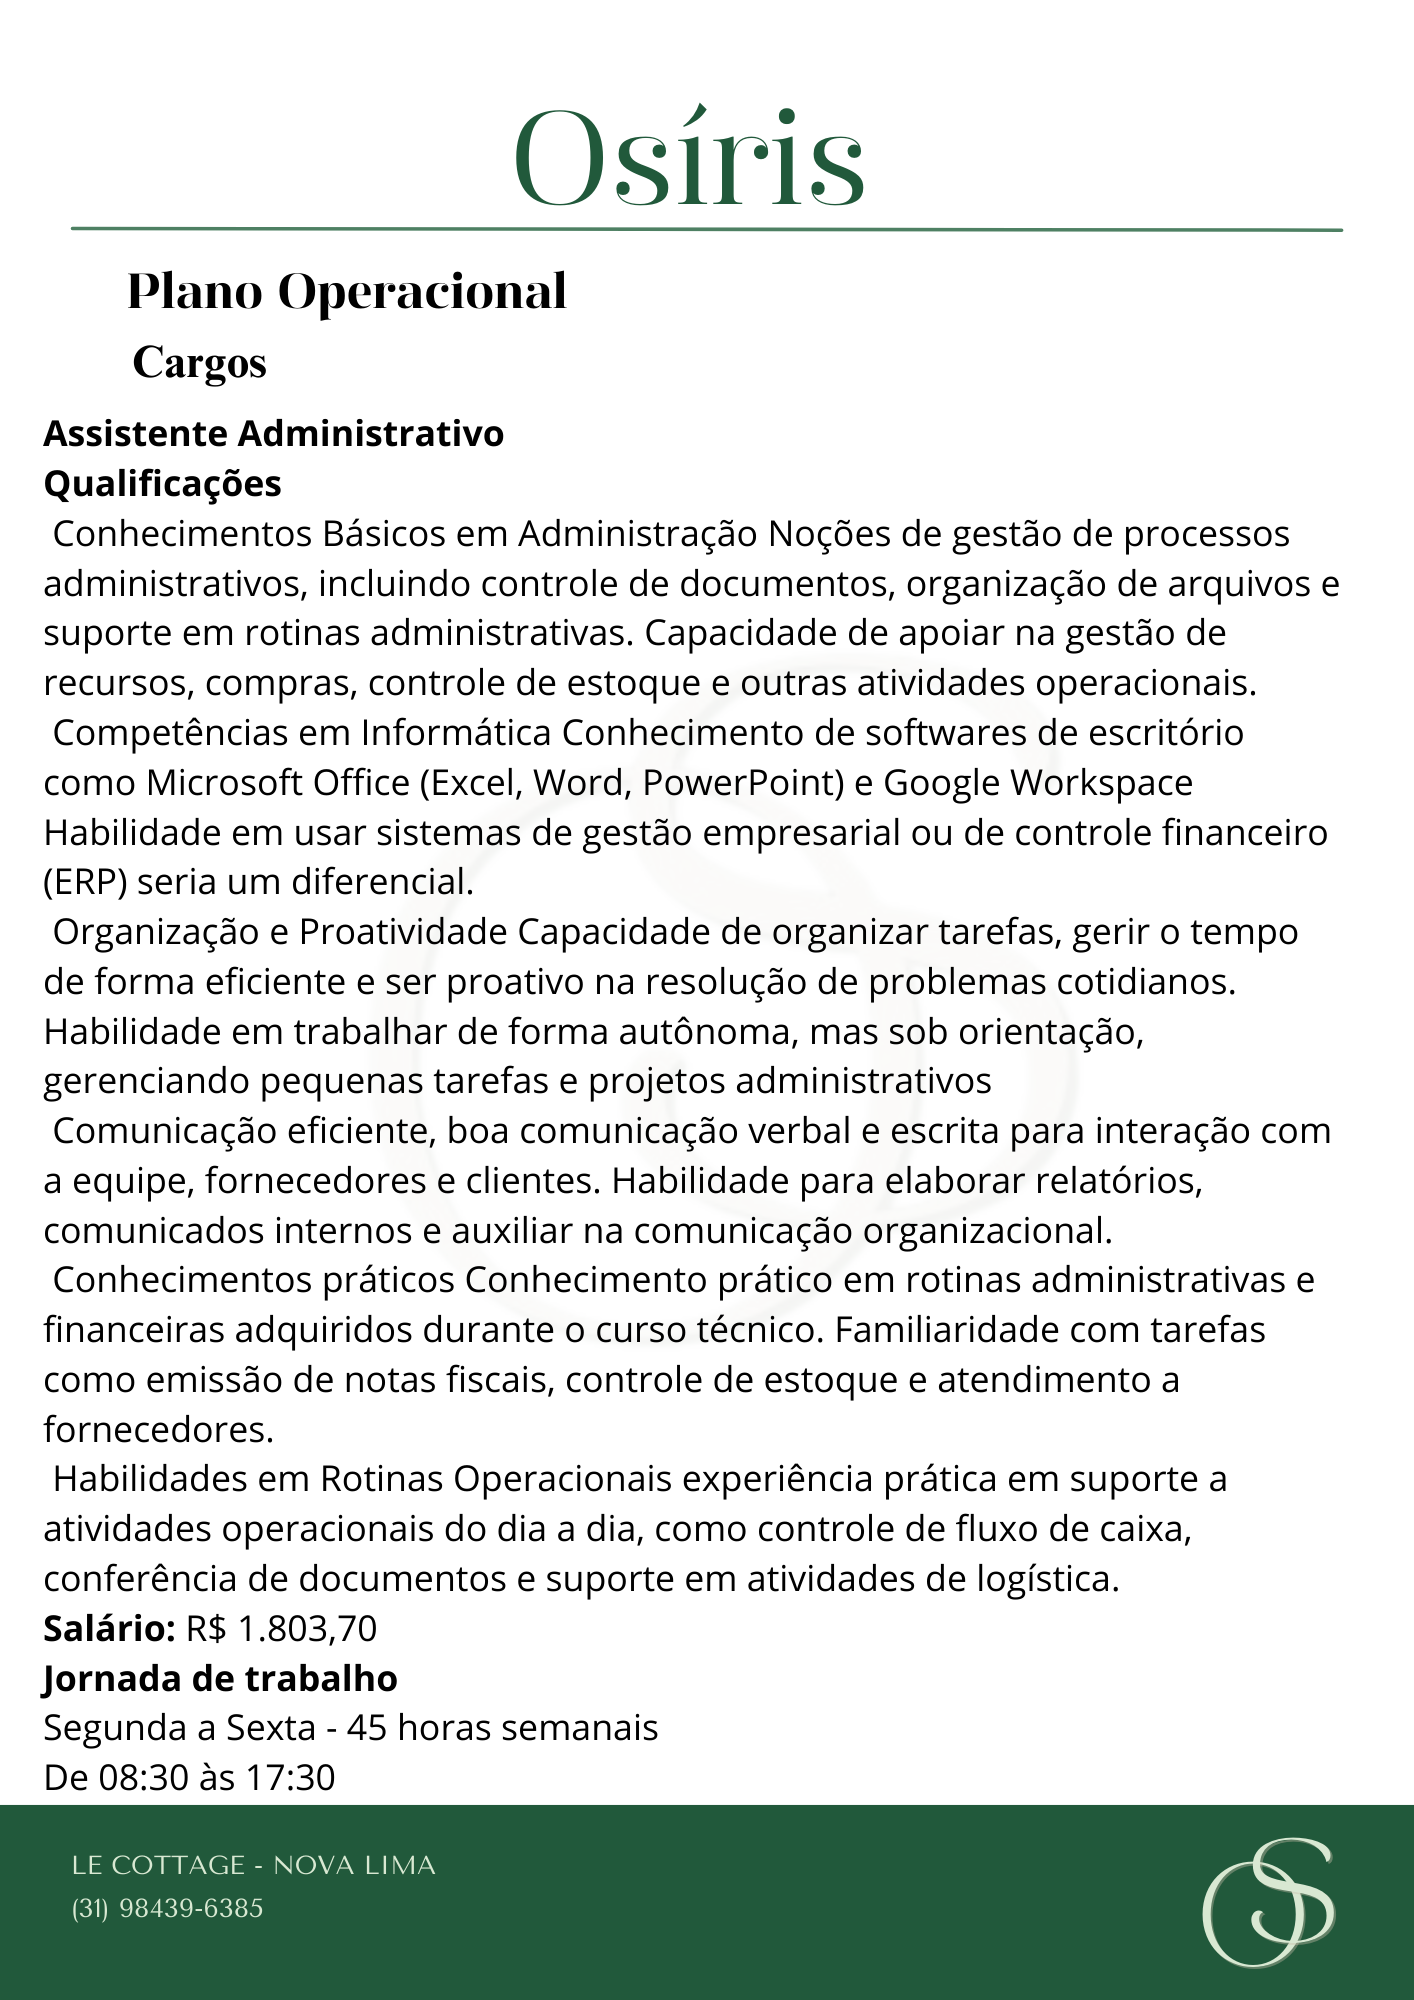 Osíris
Plano Operacional
Cargos
Assistente Administrativo
Qualificações
Conhecimentos Básicos em Administração Noções de gestão de processos
administrativos, incluindo controle de documentos, organização de arquivos e
suporte em rotinas administrativas. Capacidade de apoiar na gestão de
recursos, compras, controle de estoque e outras atividades operacionais.
Competências em Informática Conhecimento de softwares de escritório
como Microsoft Office (Excel, Word, PowerPoint) e Google Workspace
Habilidade em usar sistemas de gestão empresarial ou de controle financeiro
(ERP) seria um diferencial.
Organização e Proatividade Capacidade de organizar tarefas, gerir o tempo
de forma eficiente e ser proativo na resolução de problemas cotidianos.
Habilidade em trabalhar de forma autônoma, mas sob orientação,
gerenciando pequenas tarefas e projetos administrativos
Comunicação eficiente, boa comunicação verbal e escrita para interação com
a equipe, fornecedores e clientes. Habilidade para elaborar relatórios,
comunicados internos e auxiliar na comunicação organizacional.
Conhecimentos práticos Conhecimento prático em rotinas administrativas e
financeiras adquiridos durante o curso técnico. Familiaridade com tarefas
como emissão de notas fiscais, controle de estoque e atendimento a
fornecedores.
Habilidades em Rotinas Operacionais experiência prática em suporte a
atividades operacionais do dia a dia, como controle de fluxo de caixa,
conferência de documentos e suporte em atividades de logística.
Salário: R$ 1.803,70
Jornada de trabalho
Segunda a Sexta - 45 horas semanais
De 08:30 às 17:30
LE COTTAGE - NOVA LIMA
(31) 98439-6385
OS